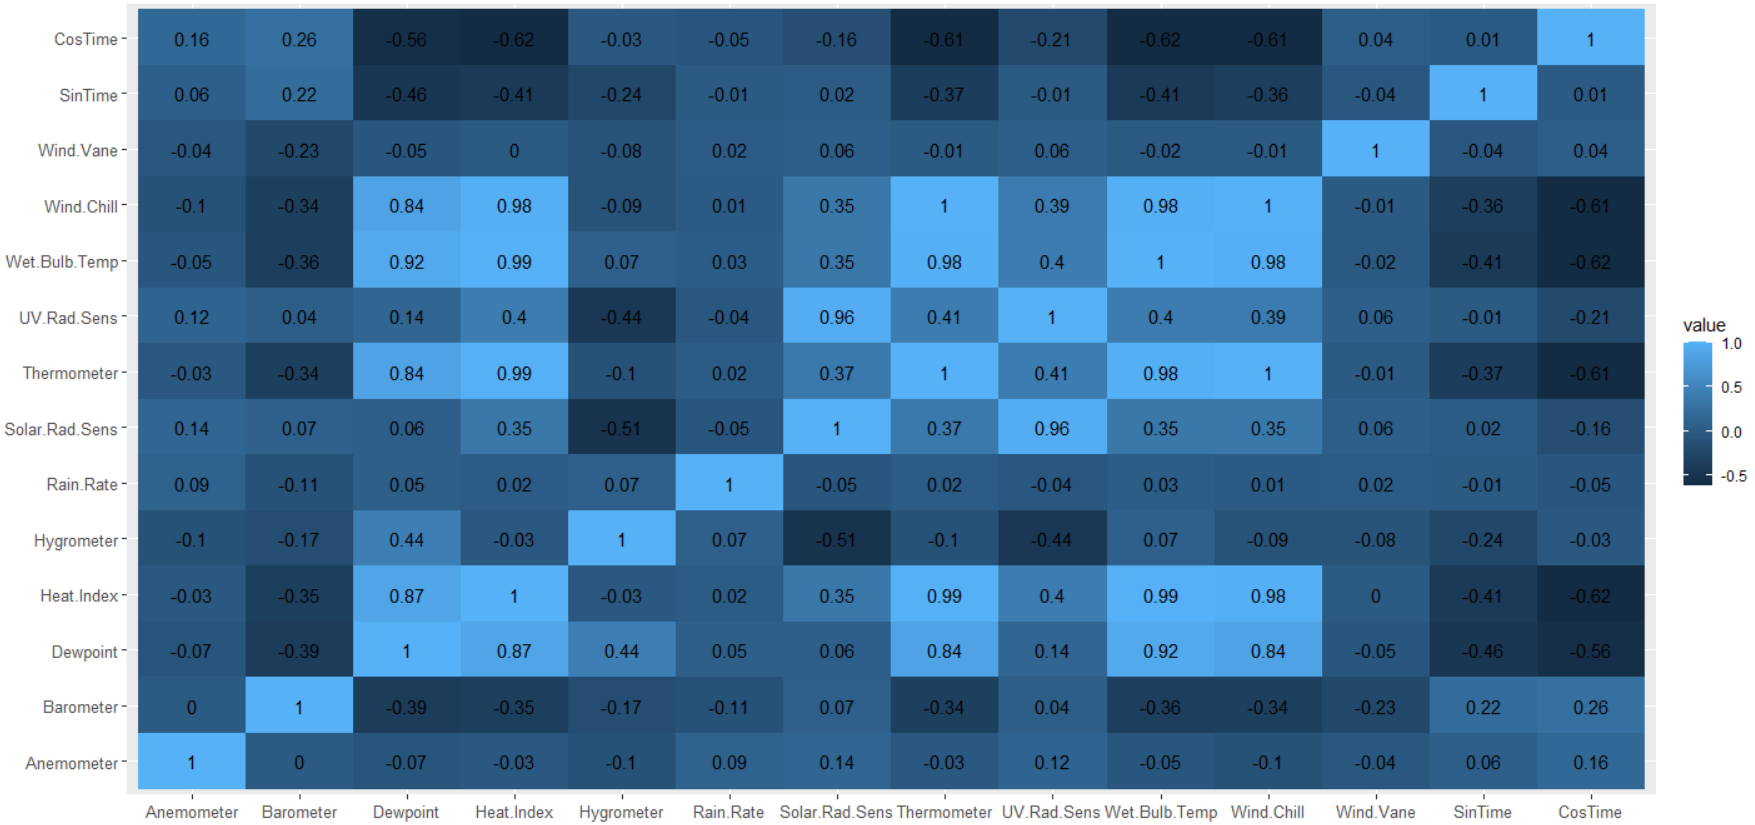 CosTime 0.16 0.26 -0.56 -0.62 -0.03 -0.05 -0.16 -0.61 -0.21 -0.62 -0.61 0.04 0.01 1
SinTime 0.06 0.22 -0.46 -0.41 -0.24 -0.01 0.02 -0.37 -0.01 -0.41 -0.36 -0.04 1 0.01
Wind.Vane -0.04 -0.23 -0.05 0 -0.08 0.02 0.06 -0.01 0.06 -0.02 -0.01 1 -0.04 0.04
Wind.Chill -0.1 -0.34 0.84 0.98 -0.09 0.01 0.35 1 0.39 0.98 1 -0.01 -0.36 -0.61
Wet.Bulb.Temp -0.05 -0.36 0.92 0.99 0.07 0.03 0.35 0.98 0.4 1 0.98 -0.02 -0.41 -0.62
UV.Rad.Sens 0.12 0.04 0.14 0.4 -0.44 -0.04 0.96 0.41 1 0.4 0.39 0.06 -0.01 -0.21
value
Thermometer -0.03 -0.34 0.84 0.99 -0.1 0.02 0.37 1 0.41 0.98 1 -0.01 -0.37 -0.61
1.0
0.5
Solar.Rad.Sens 0.14 0.07 0.06 0.35 -0.51 -0.05 1 0.37 0.96 0.35 0.35 0.06 0.02 -0.16
0.0
-0.5
Rain.Rate 0.09 -0.11 0.05 0.02 0.07 1 -0.05 0.02 -0.04 0.03 0.01 0.02 -0.01 -0.05
Hygrometer -0.1 -0.17 0.44 -0.03 1 0.07 -0.51 -0.1 -0.44 0.07 -0.09 -0.08 -0.24 -0.03
Heat.Index -0.03 -0.35 0.87 1 -0.03 0.02 0.35 0.99 0.4 0.99 0.98 0 -0.41 -0.62
Dewpoint -0.07 -0.39 1 0.87 0.44 0.05 0.06 0.84 0.14 0.92 0.84 -0.05 -0.46 -0.56
Barometer 0 1 -0.39 -0.35 -0.17 -0.11 0.07 -0.34 0.04 -0.36 -0.34 -0.23 0.22 0.26
Anemometer 1 0 -0.07 -0.03 -0.1 0.09 0.14 -0.03 0.12 -0.05 -0.1 -0.04 0.06 0.16
Anemometer Barometer Dewpoint Heat.Index Hygrometer Rain.Rate Solar.Rad.Sens Thermometer UV.Rad.Sens Wet.Bulb.Temp Wind.Chill Wind.Vane SinTime CosTime